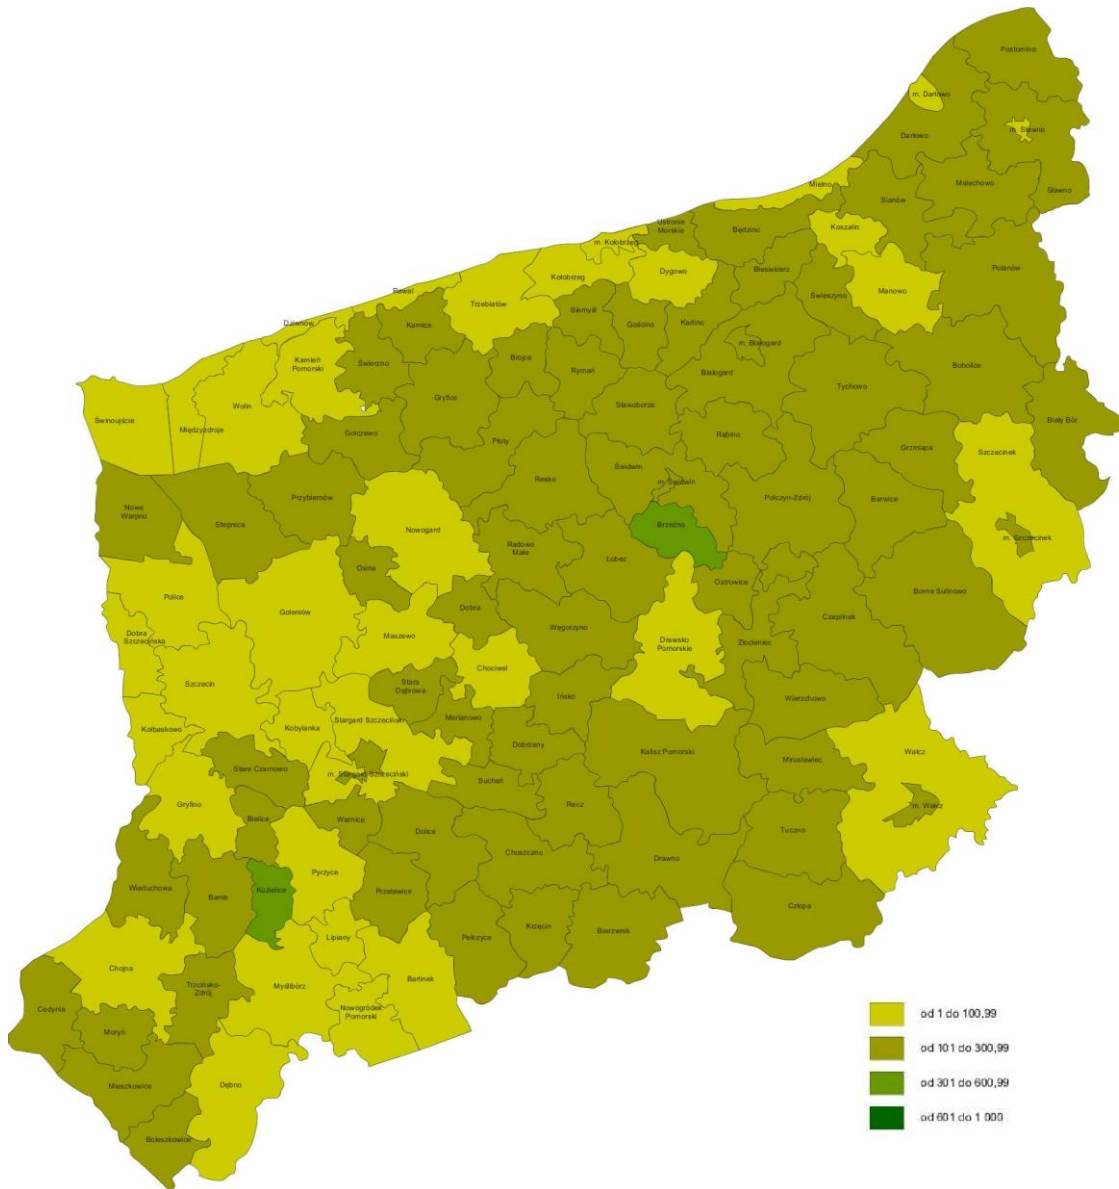 Postomino
m. Darłowo
Darłowo
m. Sławno
Mielno
Malechowo
Sławno
Sianów
Ustronie
Morskie
Będzino
Koszalin
m. Kołobrzeg
Polanów
Kołobrzeg
Dygowo
Biesiekierz
Manowo
Rewal
Świeszyno
Trzebiatów
Siemyśl
Gościno
Karlino
Dziwnów
Karnice
m. Białogard
Kamień
Pomorski
Świerzno
Brojce
Rymań
Białogard
Tychowo
Bobolice
Gryfice
Wolin
Sławoborze
Świnoujście
Międzyzdroje
Biały Bór
Gołczewo
Płoty
Rąbino
Grzmiąca
Szczecinek
Świdwin
Resko
m. Świdwin
Połczyn-Zdrój
Barwice
Przybiernów
Nowe
Warpno
Stepnica
Nowogard
Brzeżno
m. Szczecinek
Radowo
Małe
Łobez
Osina
Ostrowice
Borne Sulinowo
Police
Goleniów
Dobra
Czaplinek
Dobra
Szczecińska
Maszewo
Węgorzyno
Drawsko
Pomorskie
Złocieniec
Chociwel
Szczecin
Stara
Dąbrowa
Ińsko
Wierzchowo
Kołbaskowo
Kobylanka
Stargard Szczeciński
Marianowo
Dobrzany
Kalisz Pomorski
Wałcz
Mirosławiec
Stare Czarnowo
m. Stargard Szczeciński
Suchań
Gryfino
Recz
m. Wałcz
Bielice
Warnice
Dolice
Tuczno
Choszczno
Drawno
Pyrzyce
Widuchowa
Banie
Kozielice
Przelewice
Człopa
Krzęcin
Bierzwnik
Pełczyce
Lipiany
Chojna
Trzcińsko-
Zdrój
Myślibórz
Barlinek
Cedynia
Nowogródek
Pomorski
Moryń
Mieszkowice
Dębno
Boleszkowice
od 1 do 100,99
od 101 do 300,99
od 301 do 600,99
od 601 do 1 000